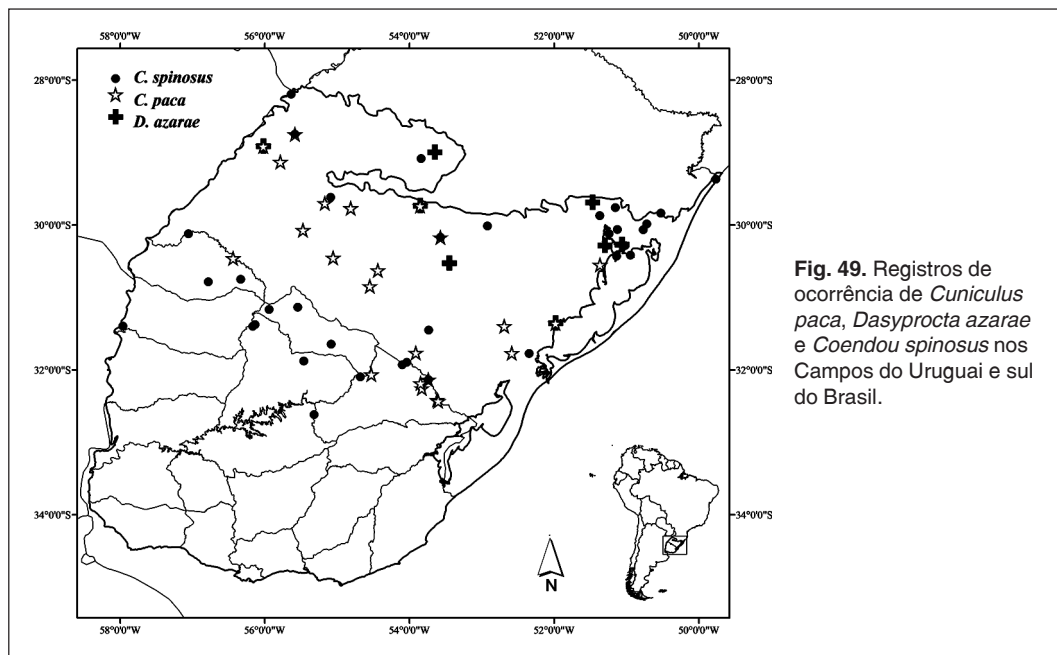 58°0'0"W 56°0'0"W 54°0'0"W 52°0'0"W 50°0'0"W
C. spinosus
C. paca
D. azarae
28°0'0"S 28°0'0"S
30°0'0"S 30°0'0"S
32°0'0"S 32°0'0"S
34°0'0"S 34°0'0"S
N
58°0'0"W 56°0'0"W 54°0'0"W 52°0'0"W 50°0'0"W
Fig. 49. Registros de
ocorrência de Cuniculus
paca, Dasyprocta azarae
e Coendou spinosus nos
Campos do Uruguai e sul
do Brasil.